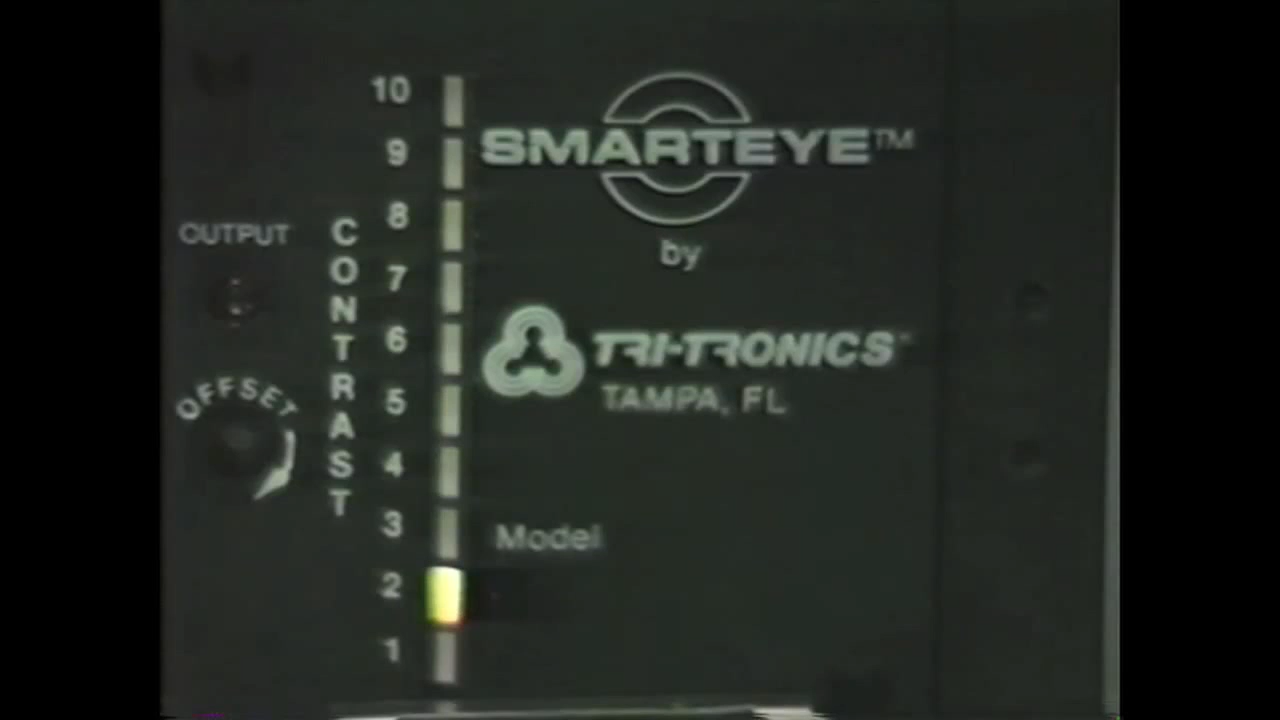 10
9
8
7
6
5
4
3
2
1
CONTRAST
OUTPUT
OFFSET
SMARTEYE™
by
TRI-TRONICS
TAMPA, FL
Model